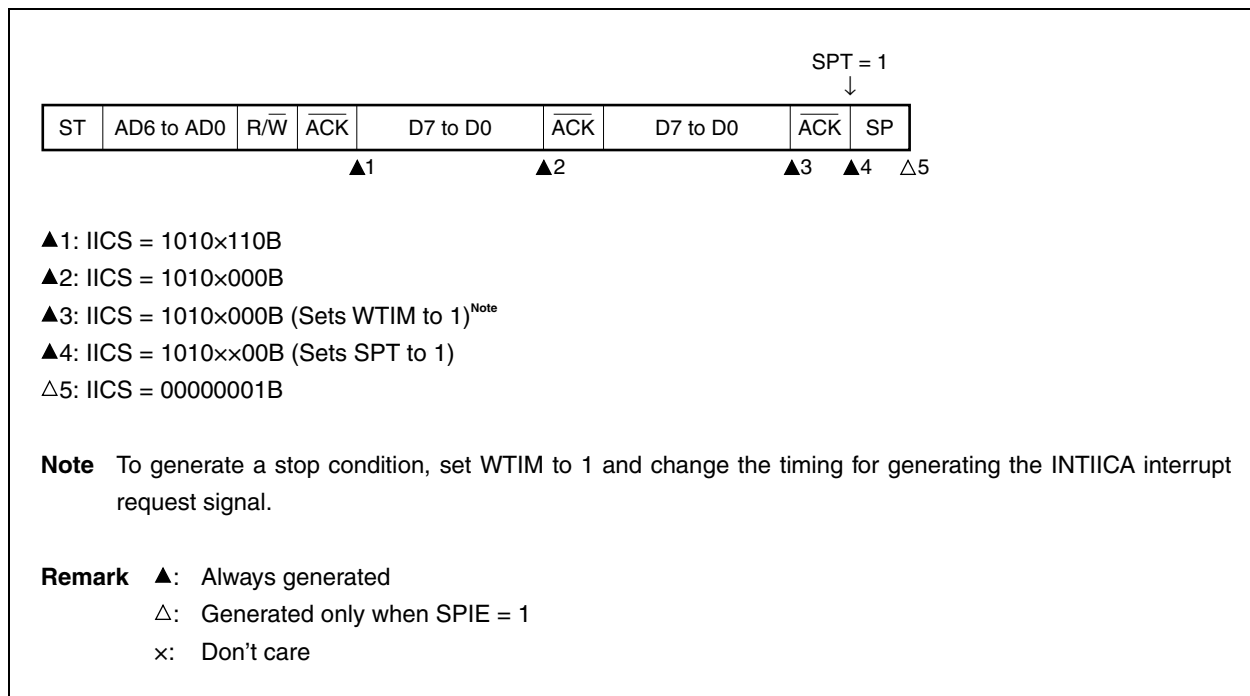 SPT = 1
↓
ST AD6 to AD0 R/W̅ A̅C̅K̅ D7 to D0 A̅C̅K̅ D7 to D0 A̅C̅K̅ SP
▲1 ▲2 ▲3 ▲4 △5
▲1: IICS = 1010×110B
▲2: IICS = 1010×000B
▲3: IICS = 1010×000B (Sets WTIM to 1)Note
▲4: IICS = 1010××00B (Sets SPT to 1)
△5: IICS = 00000001B
Note To generate a stop condition, set WTIM to 1 and change the timing for generating the INTIICA interrupt
request signal.
Remark ▲: Always generated
△: Generated only when SPIE = 1
×: Don't care